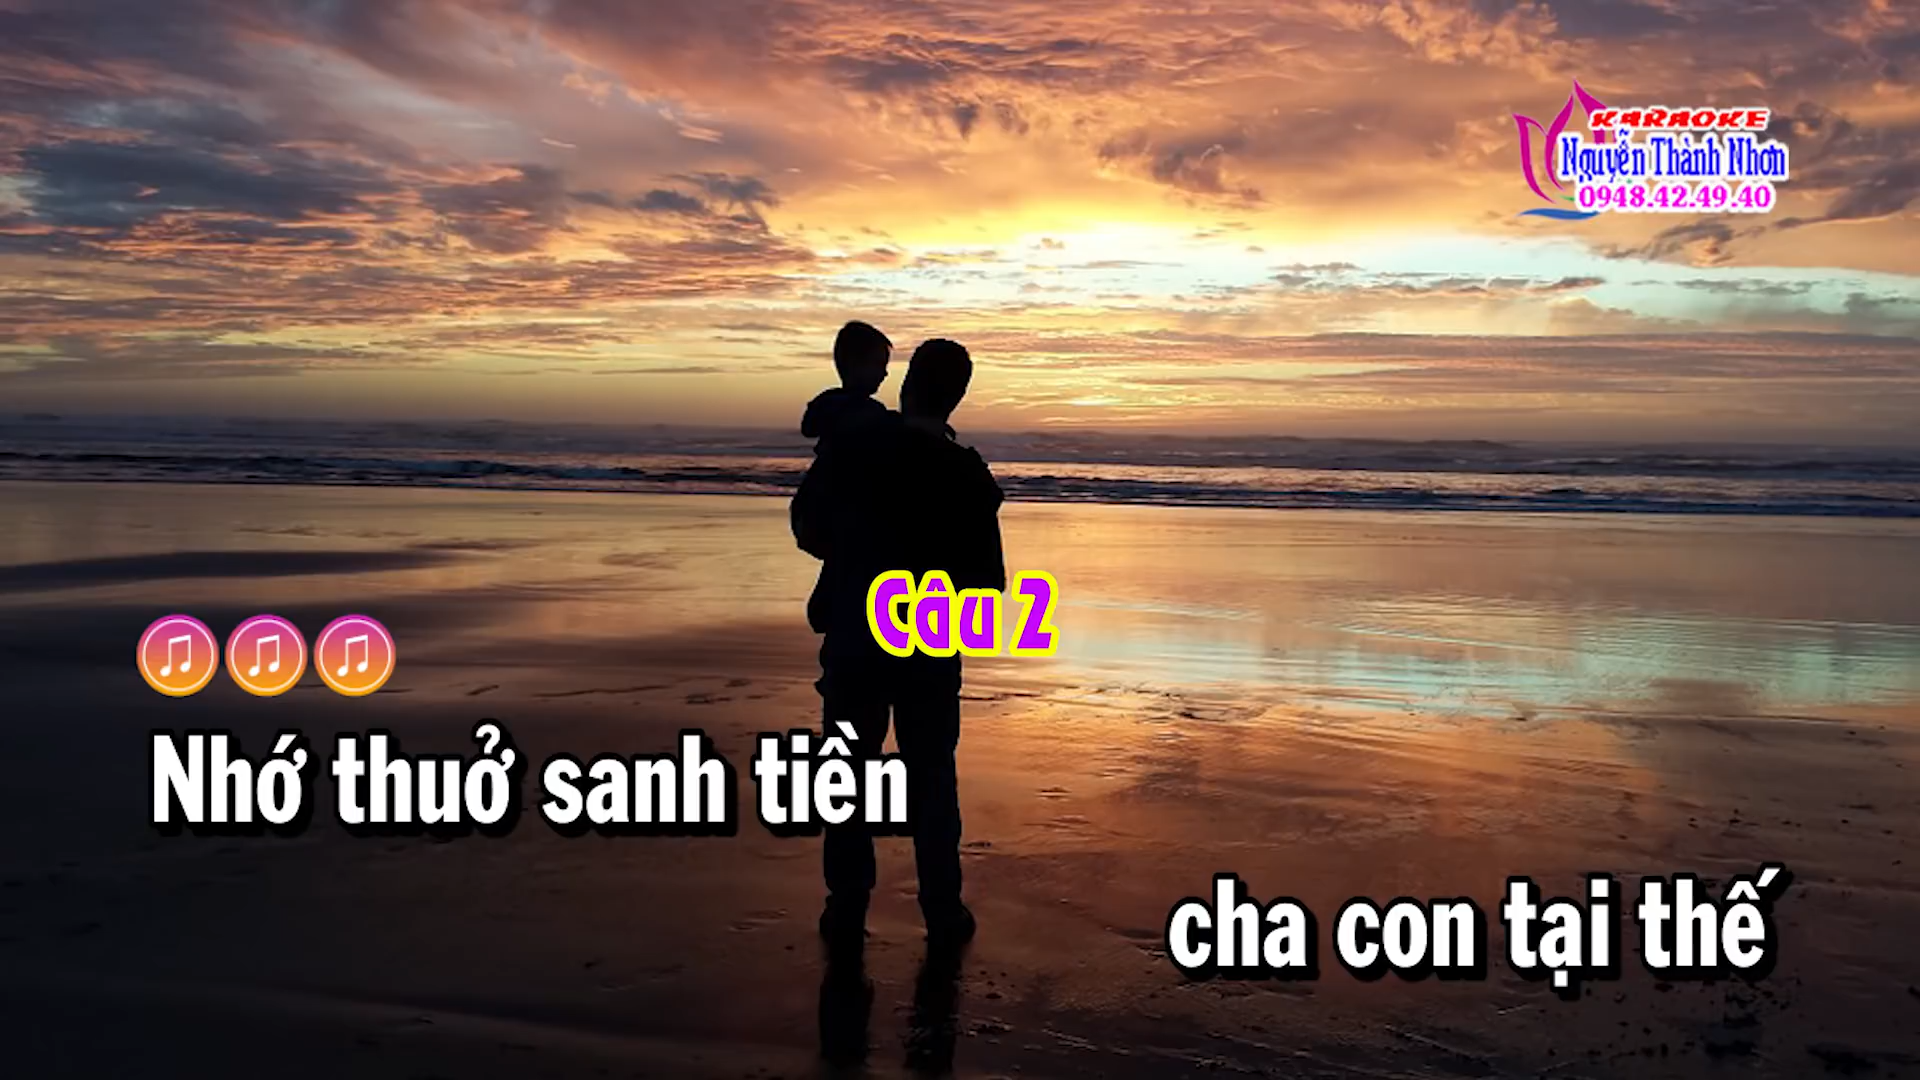 KARAOKE
Nguyễn Thành Nhơn
0948.42.49.40
Câu 2
Nhớ thuở sanh tiền
cha con tại thế